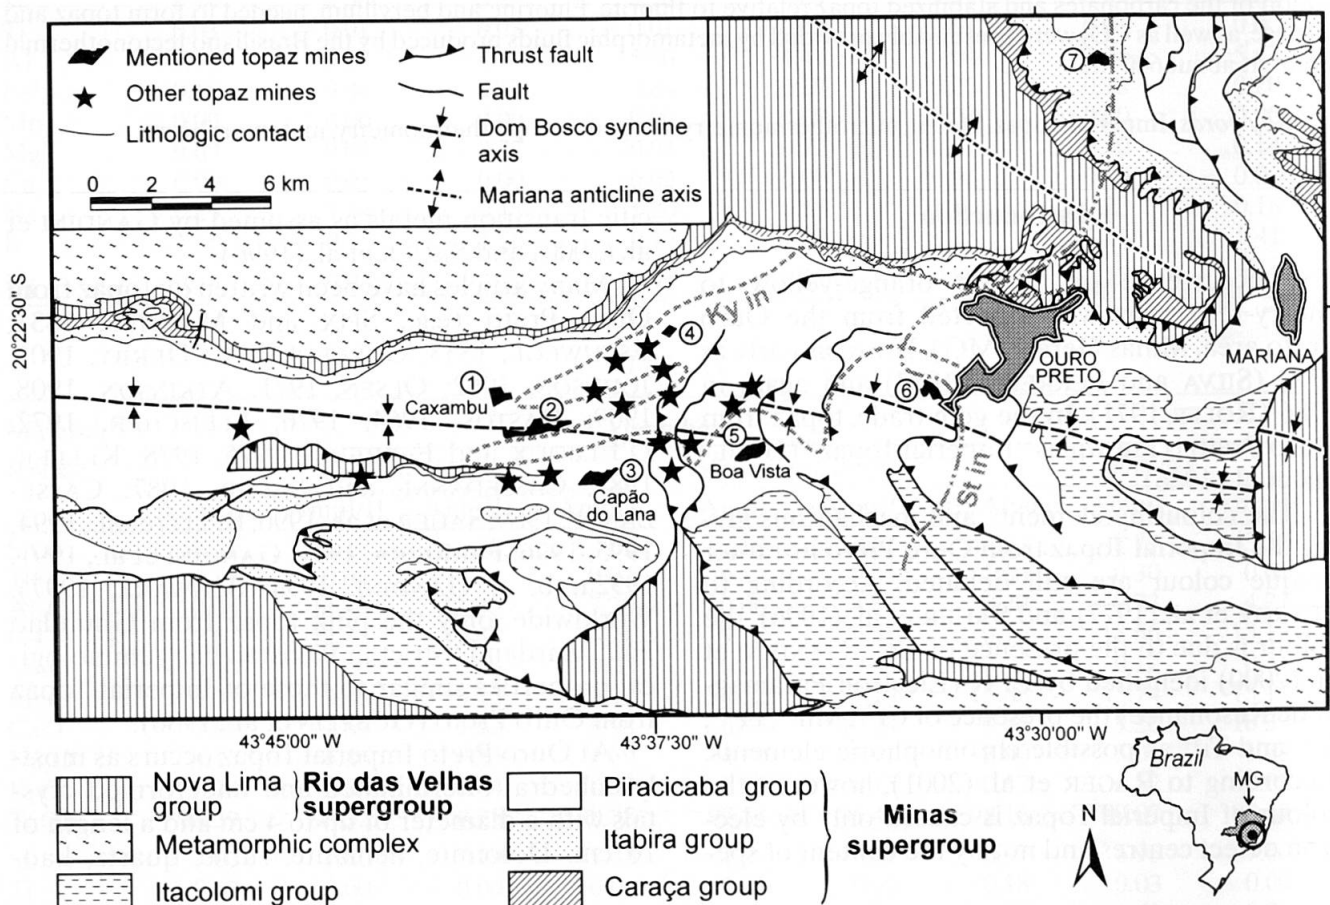 Mentioned topaz mines
Other topaz mines
Lithologic contact
0 2 4 6 km
Thrust fault
Fault
Dom Bosco syncline
axis
Mariana anticline axis
7
20°22'30" S
Ky in
4
1
Caxambu
2
3
Capão
do Lana
5
Boa Vista
6
OURO
PRETO
MARIANA
St in
43°45'00" W
43°37'30" W
43°30'00" W
Nova Lima
group
Rio das Velhas
supergroup
Metamorphic complex
Itacolomi group
Piracicaba group
Itabira group
Caraça group
Minas
supergroup
N
Brazil
MG